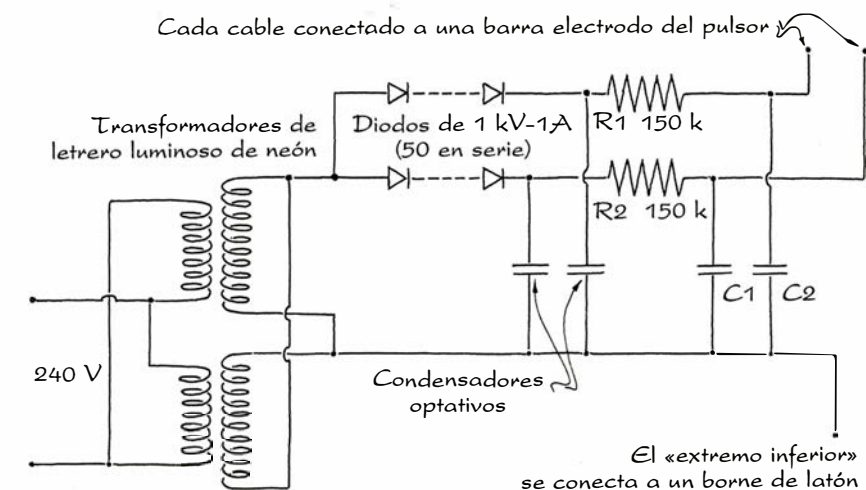 Cada cable conectado a una barra electrodo del pulsor
Transformadores de
letrero luminoso de neón
Diodos de 1 kV-1A
(50 en serie)
R1 150 k
R2 150 k
C1
C2
240 V
Condensadores
optativos
El «extremo inferior»
se conecta a un borne de latón